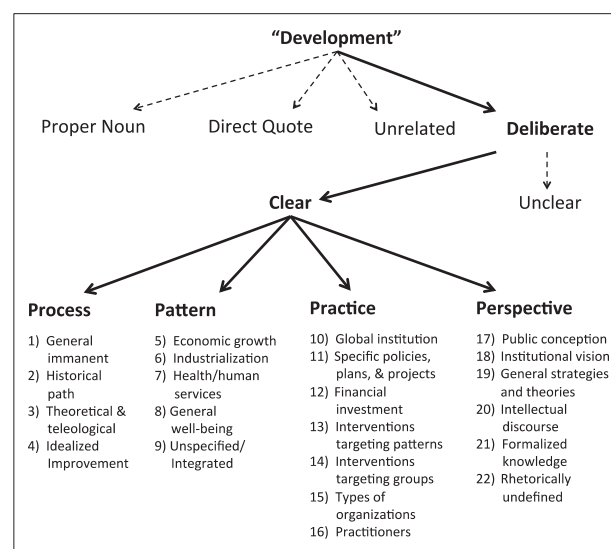 “Development”
Proper Noun
Direct Quote
Unrelated
Deliberate
Clear
Unclear
Process
1) General
immanent
2) Historical
path
3) Theoretical &
teleological
4) Idealized
Improvement
Pattern
5) Economic growth
6) Industrialization
7) Health/human
services
8) General
well-being
9) Unspecified/
Integrated
Practice
10) Global institution
11) Specific policies,
plans, & projects
12) Financial
investment
13) Interventions
targeting patterns
14) Interventions
targeting groups
15) Types of
organizations
16) Practitioners
Perspective
17) Public conception
18) Institutional vision
19) General strategies
and theories
20) Intellectual
discourse
21) Formalized
knowledge
22) Rhetorically
undefined